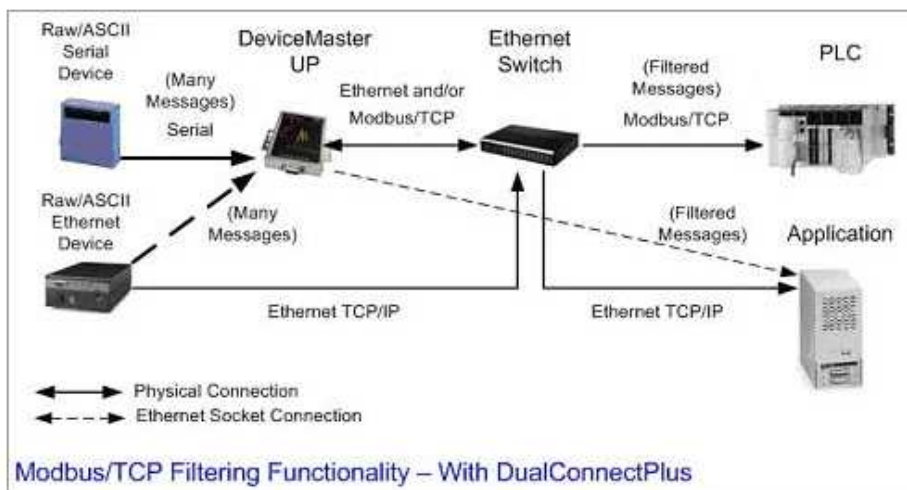 Raw/ASCII
Serial
Device
DeviceMaster
UP
Ethernet
Switch
PLC
(Many
Messages)
Serial
Ethernet and/or
Modbus/TCP
(Filtered
Messages)
Modbus/TCP
Raw/ASCII
Ethernet
Device
(Many
Messages)
(Filtered
Messages)
Application
Ethernet TCP/IP
Ethernet TCP/IP
Physical Connection
Ethernet Socket Connection
Modbus/TCP Filtering Functionality – With DualConnectPlus